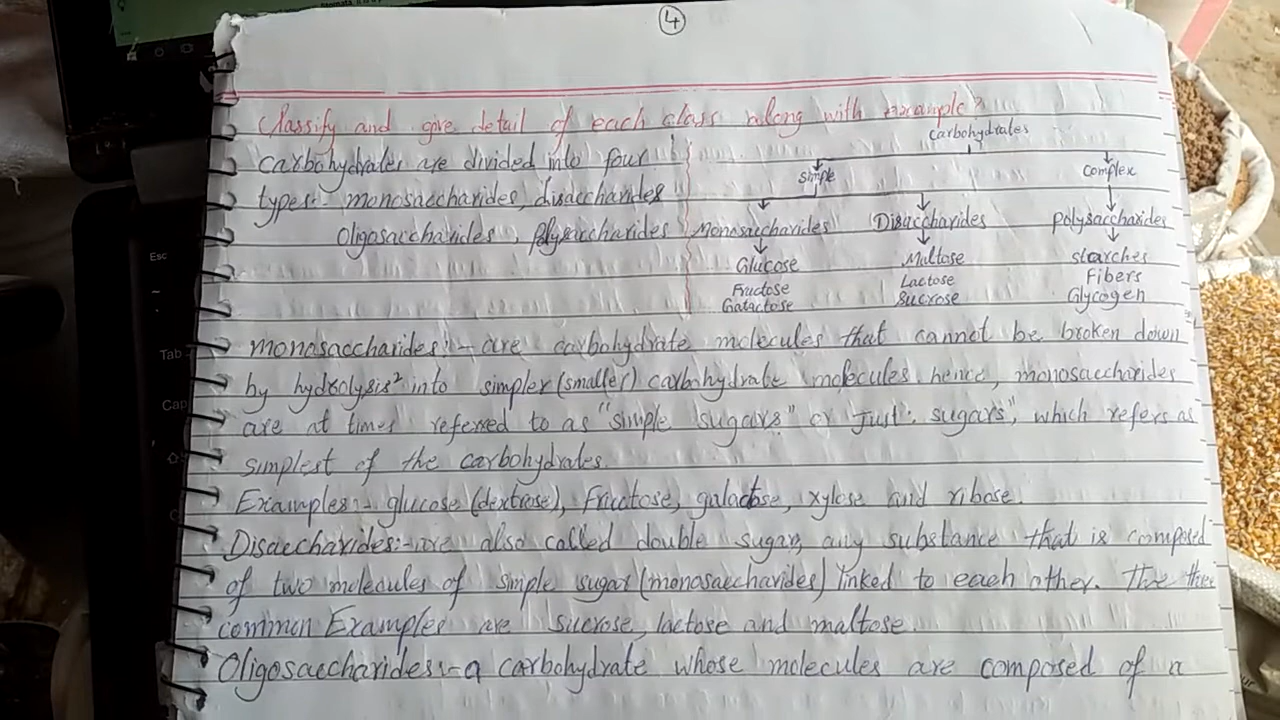 4
Classify and give detail of each class along with example?
carbohydrates are divided into four
types:- monosaccharides, disaccharides
Oligosaccharides, Polysaccharides
carbohydrates
simple
Complex
Monosaccharides
Disaccharides
polysaccharides
Glucose
Maltose
starches
Fructose
Lactose
Fibers
Galactose
Sucrose
Glycogen
monosaccharides:- are carbohydrate molecules that cannot be broken down
by hydrolysis² into simpler (smaller) carbohydrate molecules. hence, monosaccharides
are at times referred to as "simple sugars" or Just. sugars", which refers as
simplest of the carbohydrates.
Examples:- glucose (dextrose), fructose, galactose, xylose and ribose.
Disaccharides:- are also called double sugar, any substance that is composed
of two molecules of simple sugar (monosaccharides) linked to each other. The three
common Examples are sucrose, lactose and maltose.
Oligosaccharides:- a carbohydrate whose molecules are composed of a
Esc
~
Tab